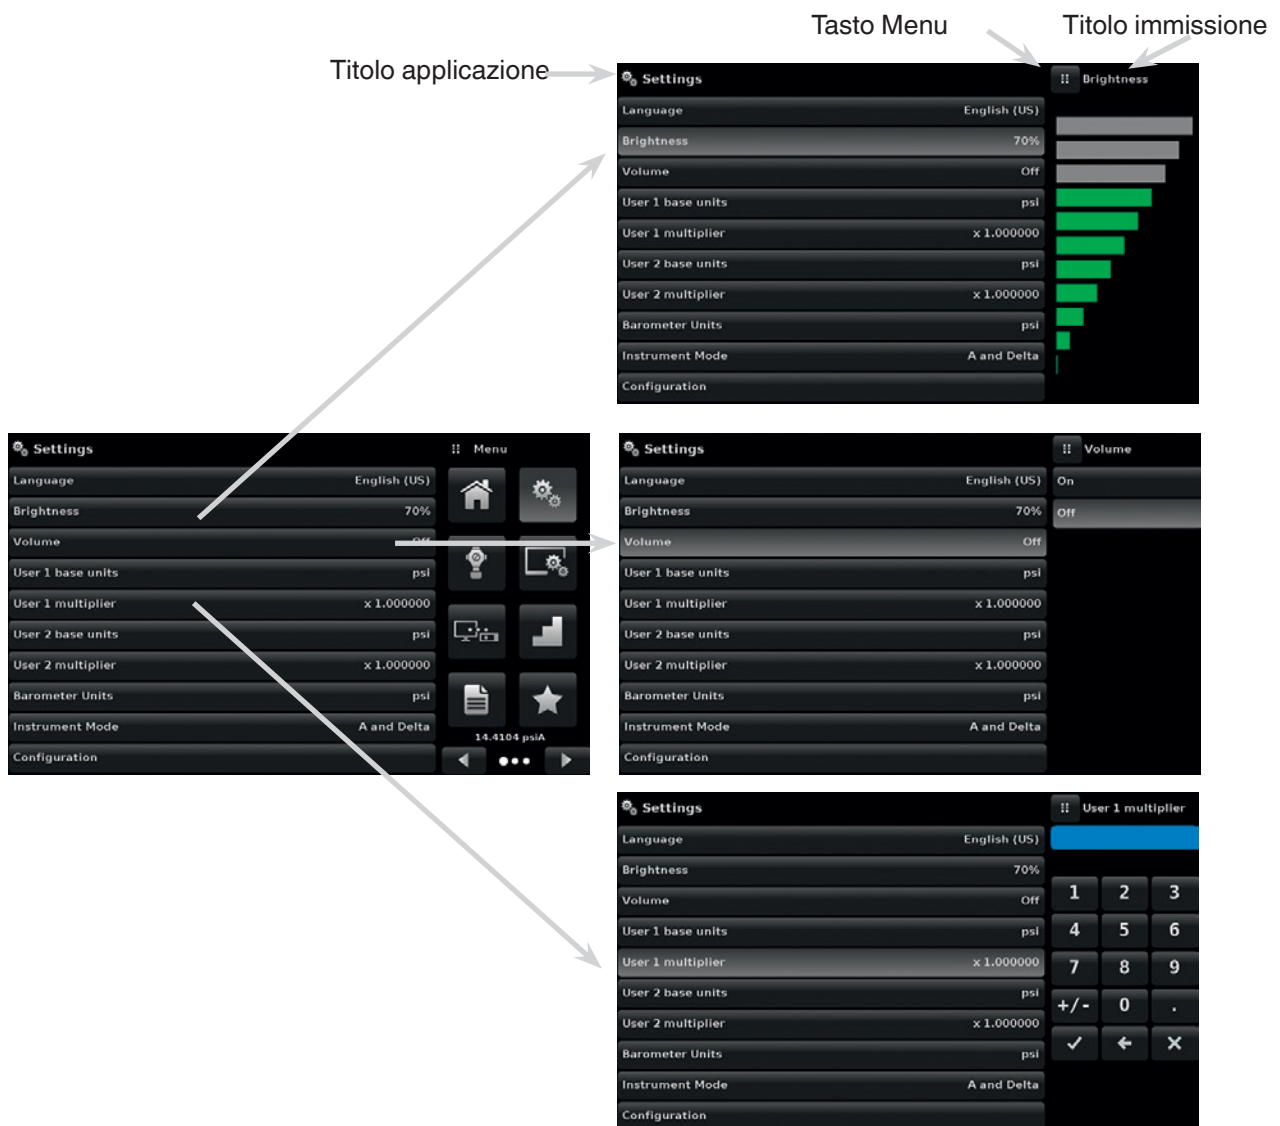 Tasto Menu
Titolo immissione
Titolo applicazione
Settings
Brightness
Language English (US)
Brightness 70%
Volume Off
User 1 base units psi
User 1 multiplier x 1.000000
User 2 base units psi
User 2 multiplier x 1.000000
Barometer Units psi
Instrument Mode A and Delta
Configuration
Settings
Menu
Language English (US)
Brightness 70%
Volume Off
User 1 base units psi
User 1 multiplier x 1.000000
User 2 base units psi
User 2 multiplier x 1.000000
Barometer Units psi
Instrument Mode A and Delta
Configuration
14.4104 psiA
Settings
Volume
Language English (US)
Brightness 70%
Volume Off
User 1 base units psi
User 1 multiplier x 1.000000
User 2 base units psi
User 2 multiplier x 1.000000
Barometer Units psi
Instrument Mode A and Delta
Configuration
On
Off
Settings
User 1 multiplier
Language English (US)
Brightness 70%
Volume Off
User 1 base units psi
User 1 multiplier x 1.000000
User 2 base units psi
User 2 multiplier x 1.000000
Barometer Units psi
Instrument Mode A and Delta
Configuration
1 2 3
4 5 6
7 8 9
+/- 0 .